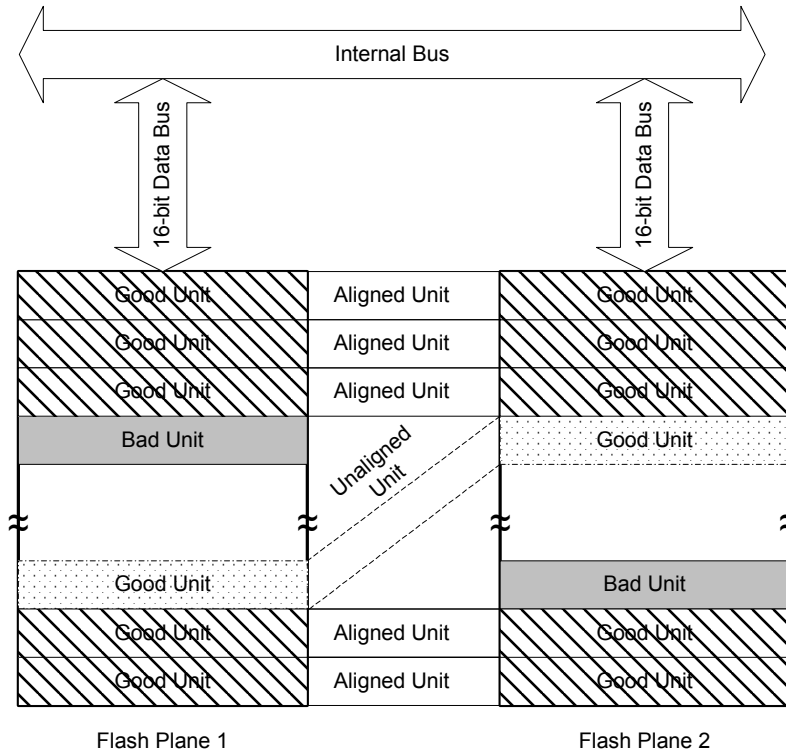 Internal Bus
16-bit Data Bus
16-bit Data Bus
Good Unit
Aligned Unit
Good Unit
Good Unit
Aligned Unit
Good Unit
Good Unit
Aligned Unit
Good Unit
Bad Unit
Unaligned
Unit
Good Unit
≈
≈
≈
≈
Good Unit
Bad Unit
Good Unit
Aligned Unit
Good Unit
Good Unit
Aligned Unit
Good Unit
Flash Plane 1
Flash Plane 2